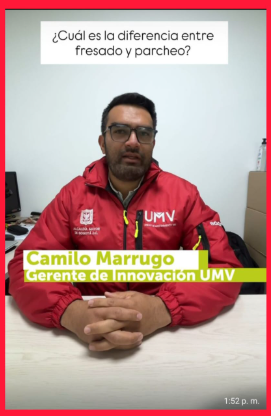 ¿Cuál es la diferencia entre
fresado y parcheo?
UMV
Camilo Marrugo
Gerente de Innovación UMV
1:52 p. m.